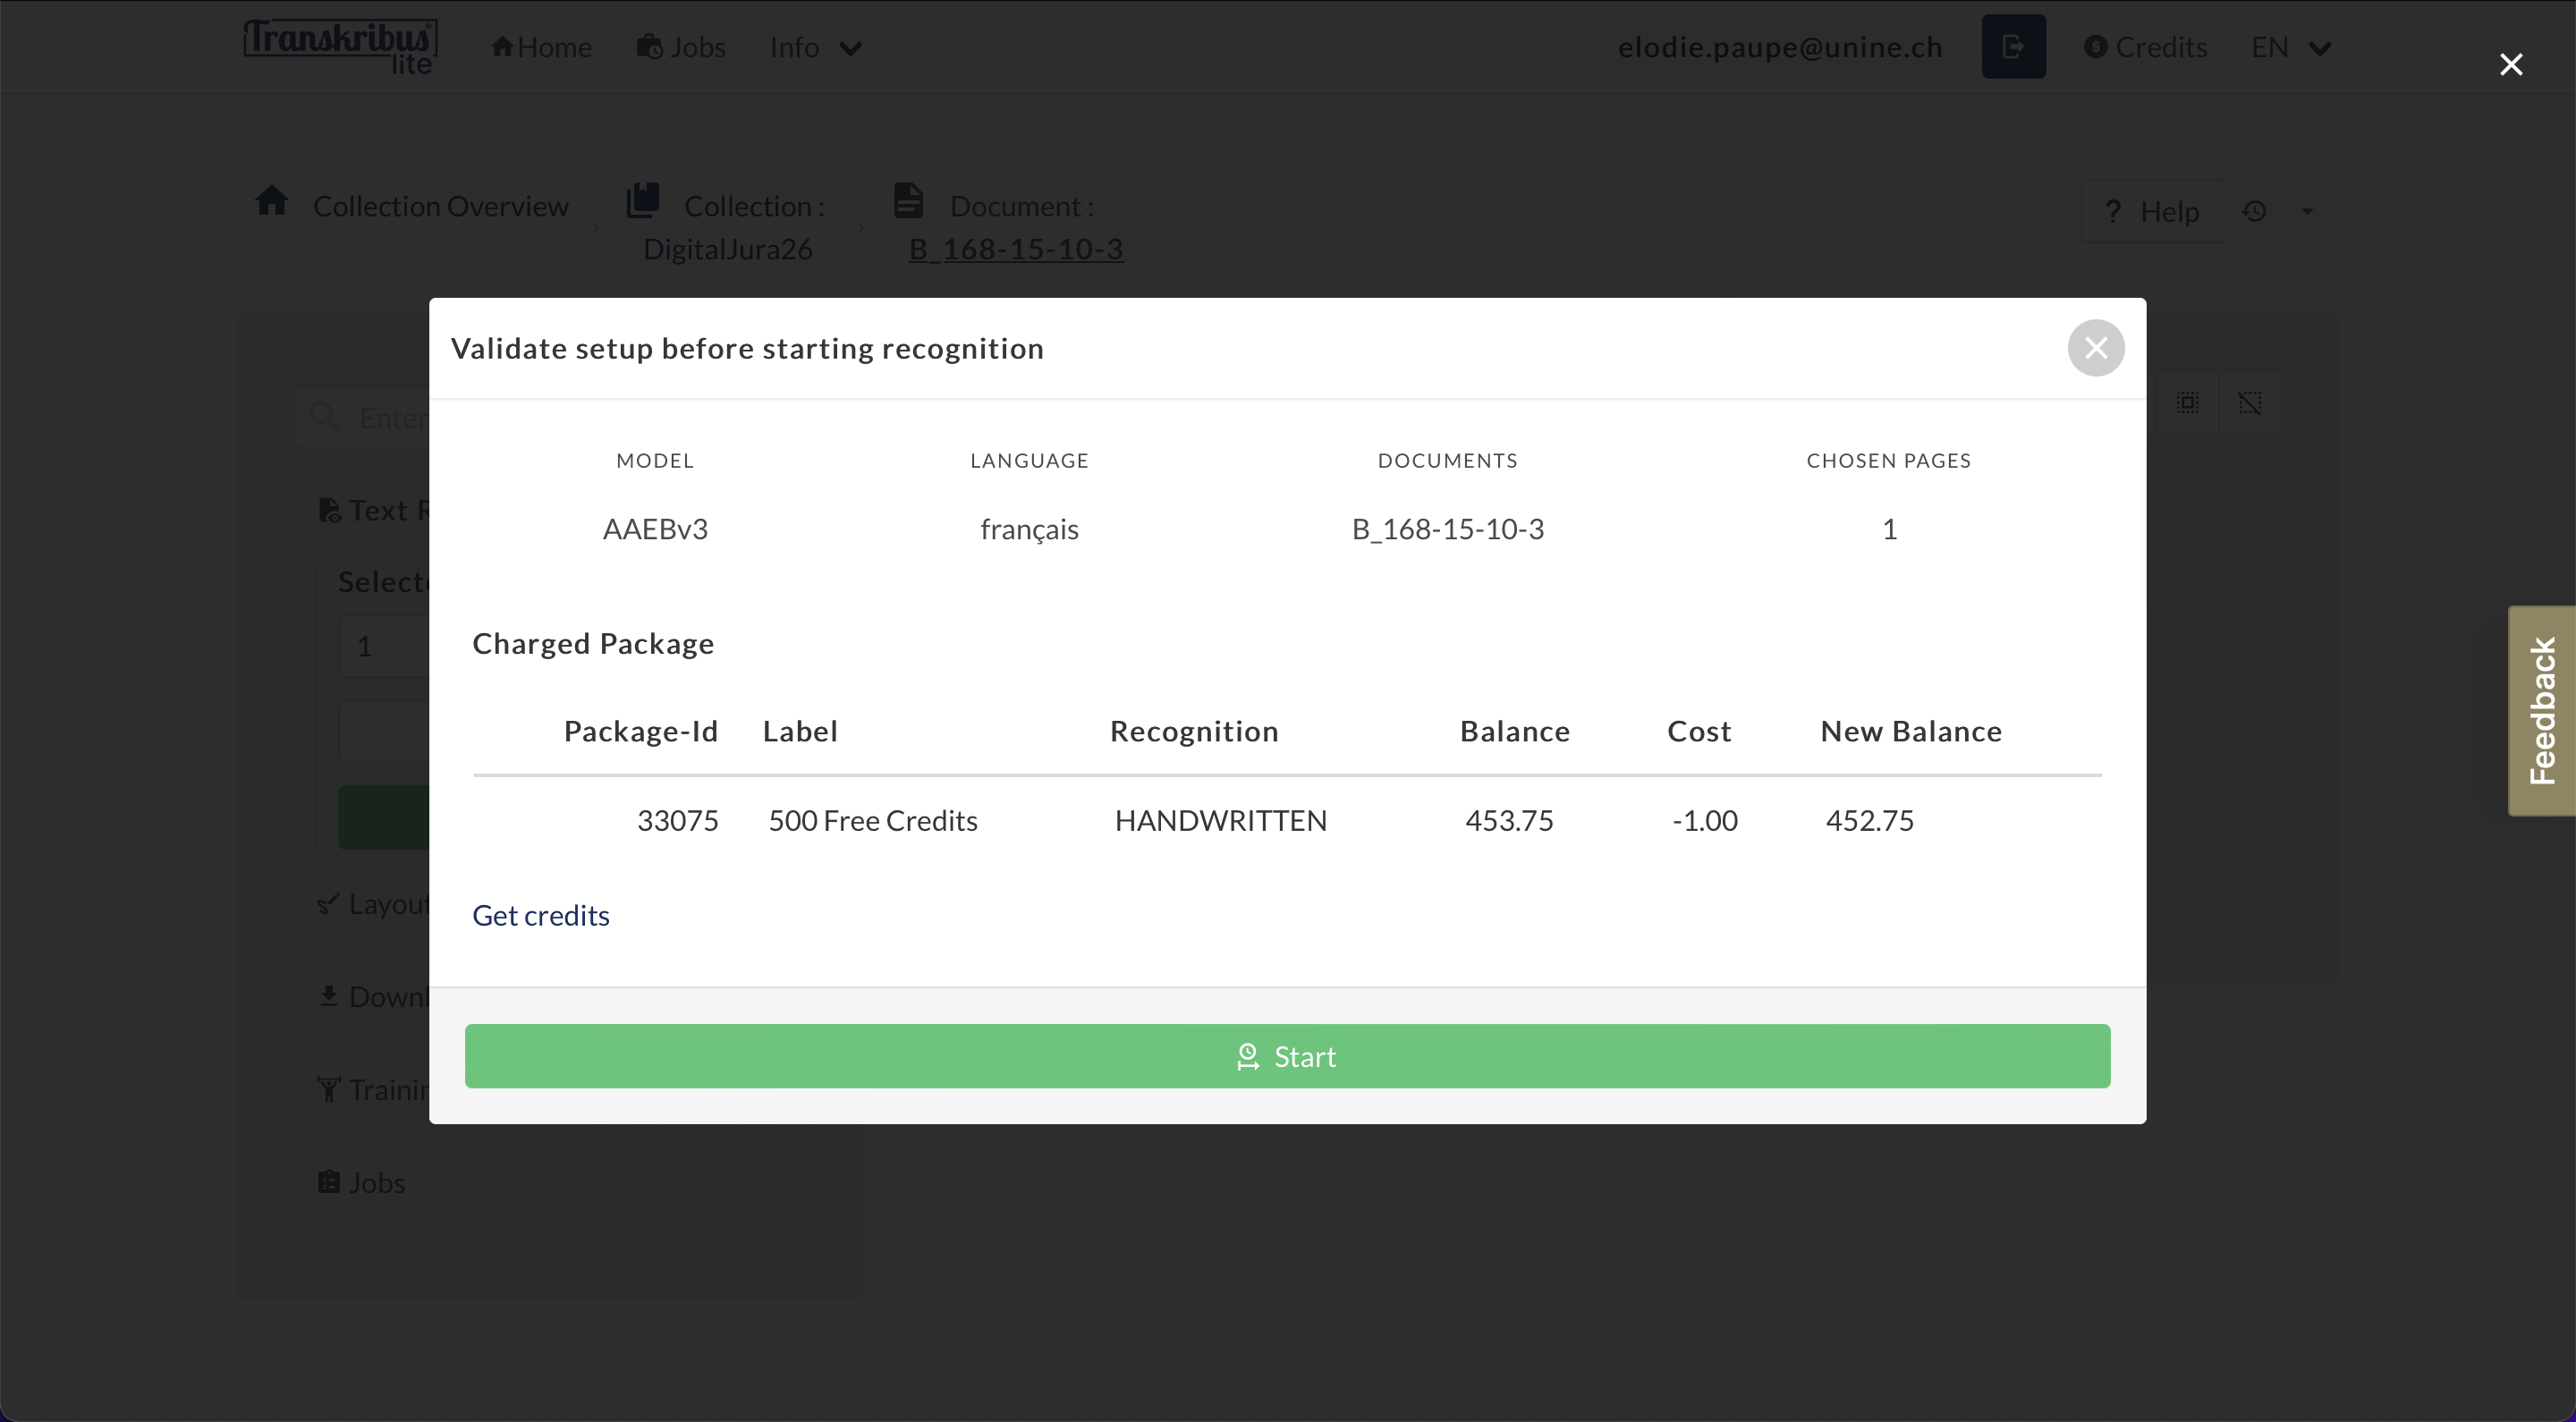 Transkribus® lite
Home Jobs Info elodie.paupe@unine.ch Credits EN
Collection Overview Collection : Document : Help
DigitalJura26 B_168-15-10-3
Validate setup before starting recognition
Enter
MODEL LANGUAGE DOCUMENTS CHOSEN PAGES
Text R
AAEBv3 français B_168-15-10-3 1
Selecte
1
Charged Package
Package-Id Label Recognition Balance Cost New Balance
33075 500 Free Credits HANDWRITTEN 453.75 -1.00 452.75
Layout
Get credits
Downl
Start
Trainin
Jobs
Feedback